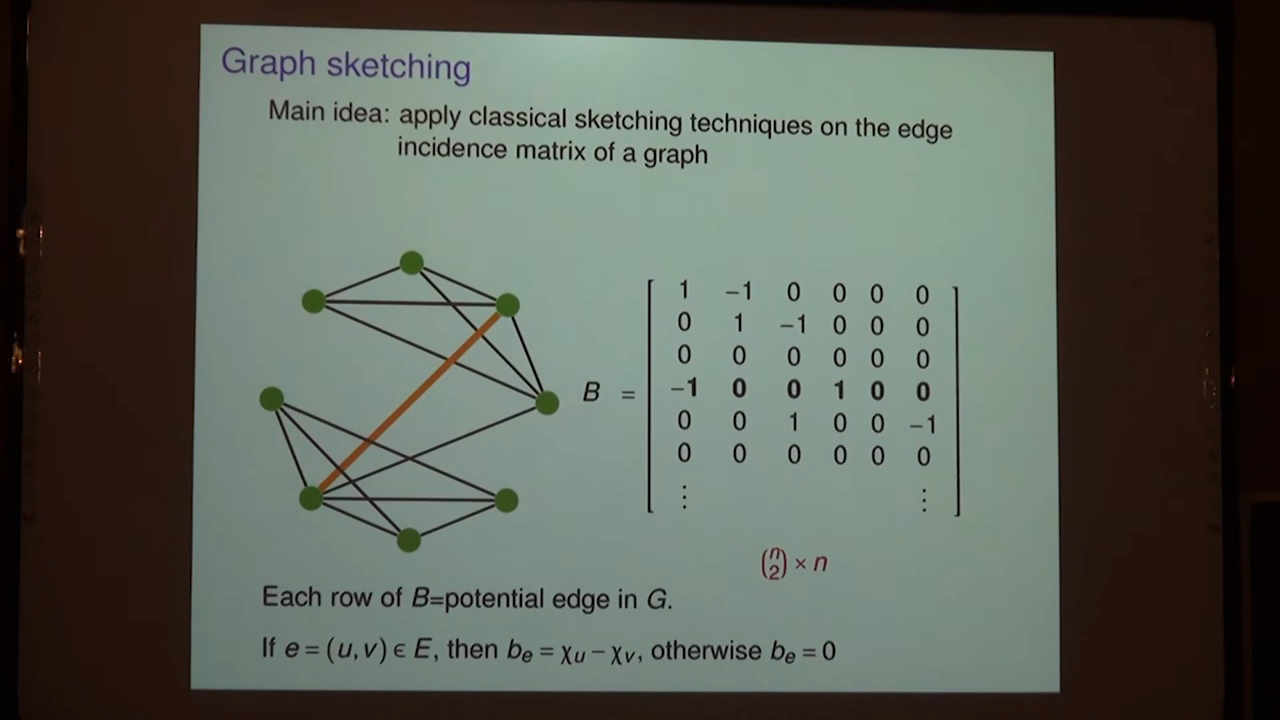 Graph sketching
Main idea: apply classical sketching techniques on the edge
incidence matrix of a graph
B =
1 −1 0 0 0 0
0 1 −1 0 0 0
0 0 0 0 0 0
−1 0 0 1 0 0
0 0 1 0 0 −1
0 0 0 0 0 0
⋮ ⋮
(n 2) × n
Each row of B=potential edge in G.
If e = (u, v) ∈ E, then b_e = χ_u − χ_v, otherwise b_e = 0